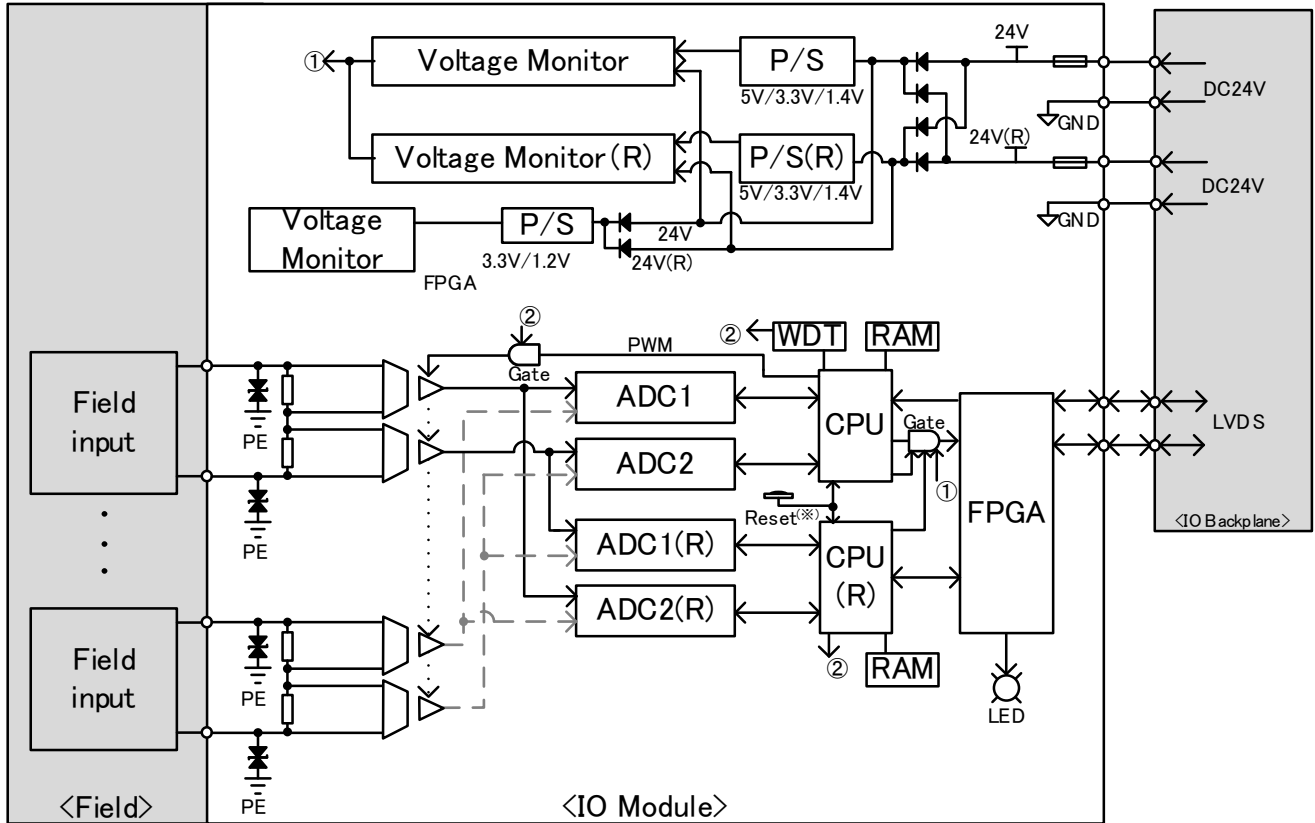 24V
① Voltage Monitor P/S
DC24V
5V/3.3V/1.4V
GND
24V(R)
Voltage Monitor(R) P/S(R)
5V/3.3V/1.4V
DC24V
GND
Voltage
Monitor
P/S
24V
3.3V/1.2V
24V(R)
FPGA
②
PWM
② WDT RAM
Gate
Field
input
ADC1
CPU
Gate
LVDS
PE
ADC2
①
Reset(※)
FPGA
<IO Backplane>
PE
ADC1(R)
CPU
(R)
ADC2(R)
Field
input
②
RAM
PE
LED
PE
<Field>
<IO Module>